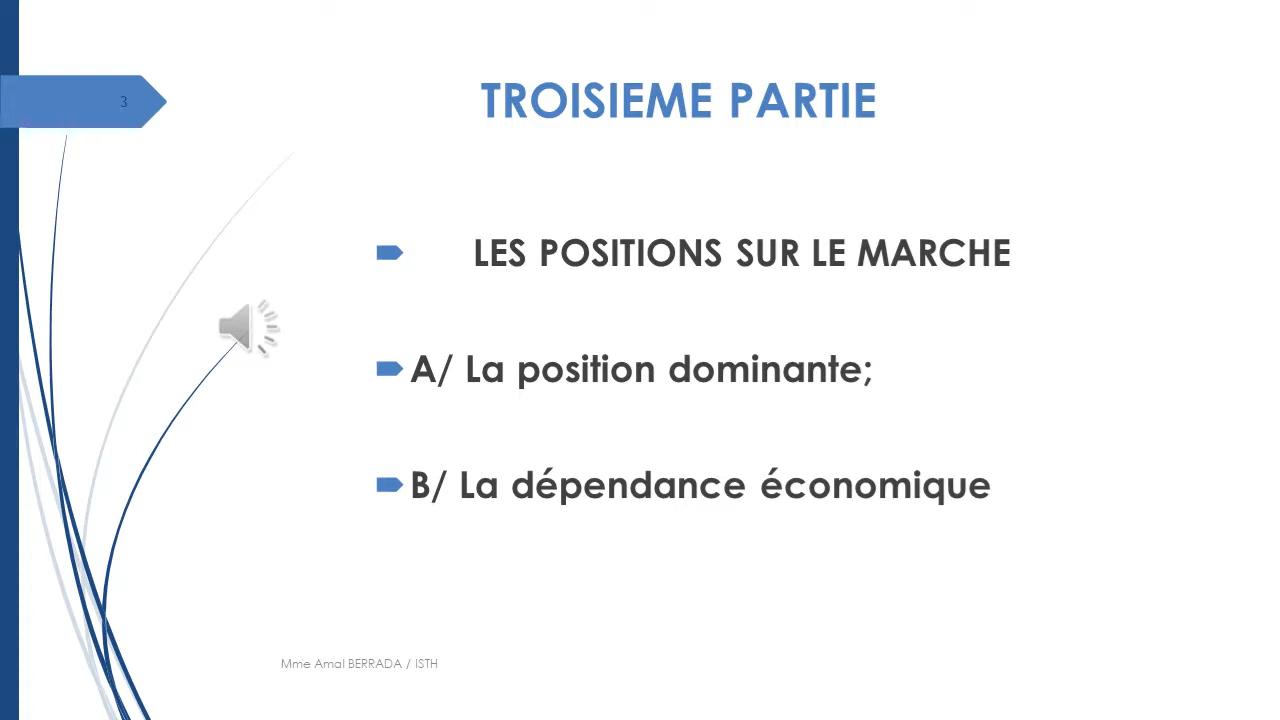 3
TROISIEME PARTIE
LES POSITIONS SUR LE MARCHE
A/ La position dominante;
B/ La dépendance économique
Mme Amal BERRADA / ISTH